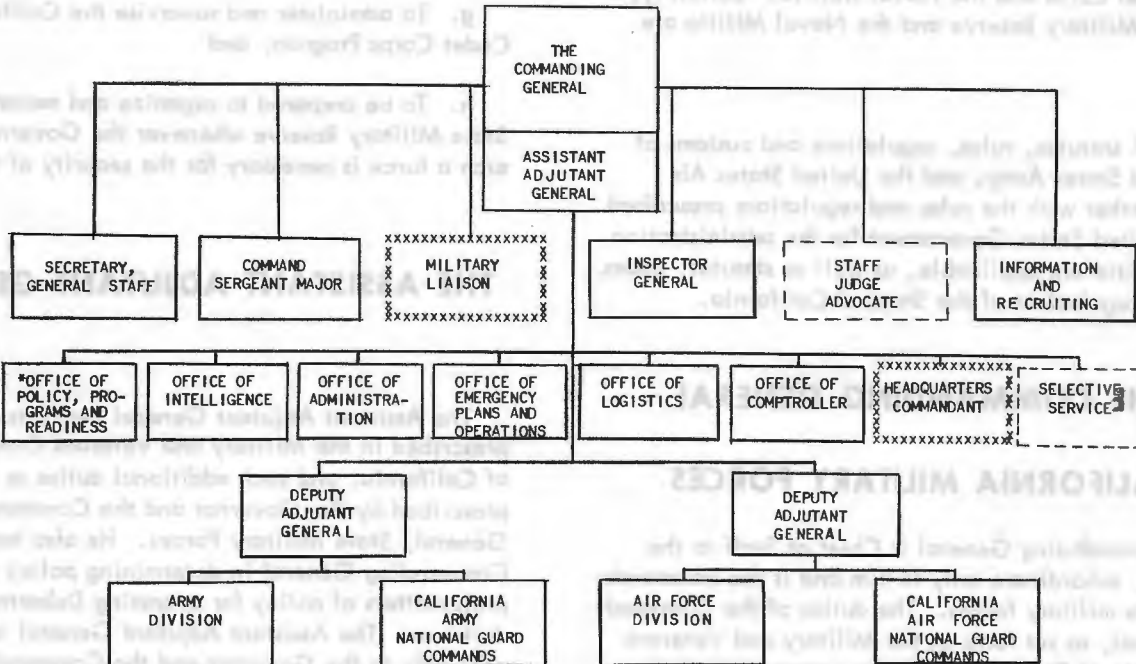 THE
COMMANDING
GENERAL
ASSISTANT
ADJUTANT
GENERAL
SECRETARY,
GENERAL STAFF
COMMAND
SERGEANT MAJOR
MILITARY
LIAISON
INSPECTOR
GENERAL
STAFF
JUDGE
ADVOCATE
INFORMATION
AND
RECRUITING
*OFFICE OF
POLICY, PRO-
GRAMS AND
READINESS
OFFICE OF
INTELLIGENCE
OFFICE OF
ADMINISTRA-
TION
OFFICE OF
EMERGENCY
PLANS AND
OPERATIONS
OFFICE OF
LOGISTICS
OFFICE OF
COMPTROLLER
HEADQUARTERS
COMMANDANT
SELECTIVE
SERVICE
DEPUTY
ADJUTANT
GENERAL
DEPUTY
ADJUTANT
GENERAL
ARMY
DIVISION
CALIFORNIA
ARMY
NATIONAL GUARD
COMMANDS
AIR FORCE
DIVISION
CALIFORNIA
AIR FORCE
NATIONAL GUARD
COMMANDS